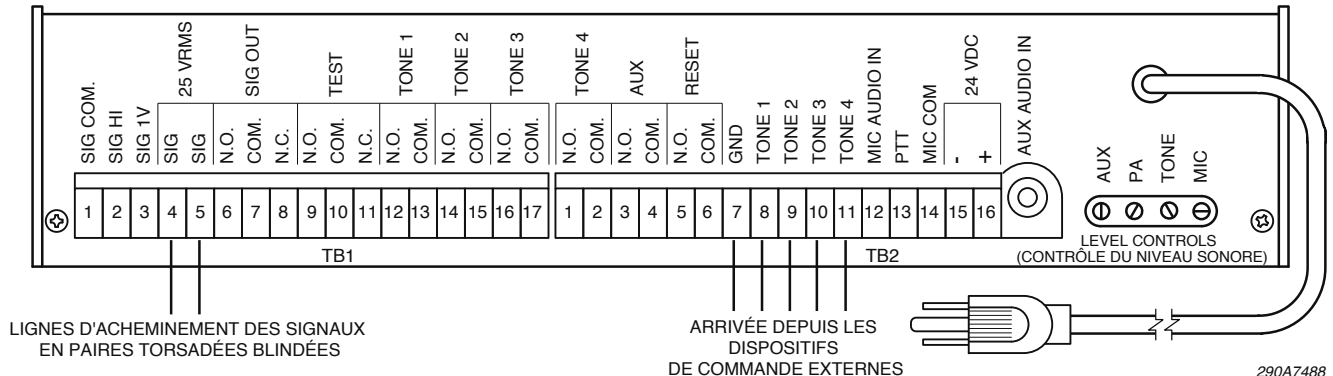 25 VRMS
SIG OUT
TEST
TONE 1
TONE 2
TONE 3
TONE 4
AUX
RESET
24 VDC
SIG COM.
SIG HI
SIG 1V
SIG
SIG
N.O.
COM.
N.C.
N.O.
COM.
N.C.
N.O.
COM.
N.O.
COM.
N.O.
COM.
N.O.
COM.
N.O.
COM.
N.O.
COM.
GND
TONE 1
TONE 2
TONE 3
TONE 4
MIC AUDIO IN
PTT
MIC COM
-
+
AUX AUDIO IN
AUX
PA
TONE
MIC
1 2 3 4 5 6 7 8 9 10 11 12 13 14 15 16 17
1 2 3 4 5 6 7 8 9 10 11 12 13 14 15 16
TB1
TB2
LEVEL CONTROLS
(CONTRÔLE DU NIVEAU SONORE)
LIGNES D'ACHEMINEMENT DES SIGNAUX
EN PAIRES TORSADÉES BLINDÉES
ARRIVÉE DEPUIS LES
DISPOSITIFS
DE COMMANDE EXTERNES
290A7488